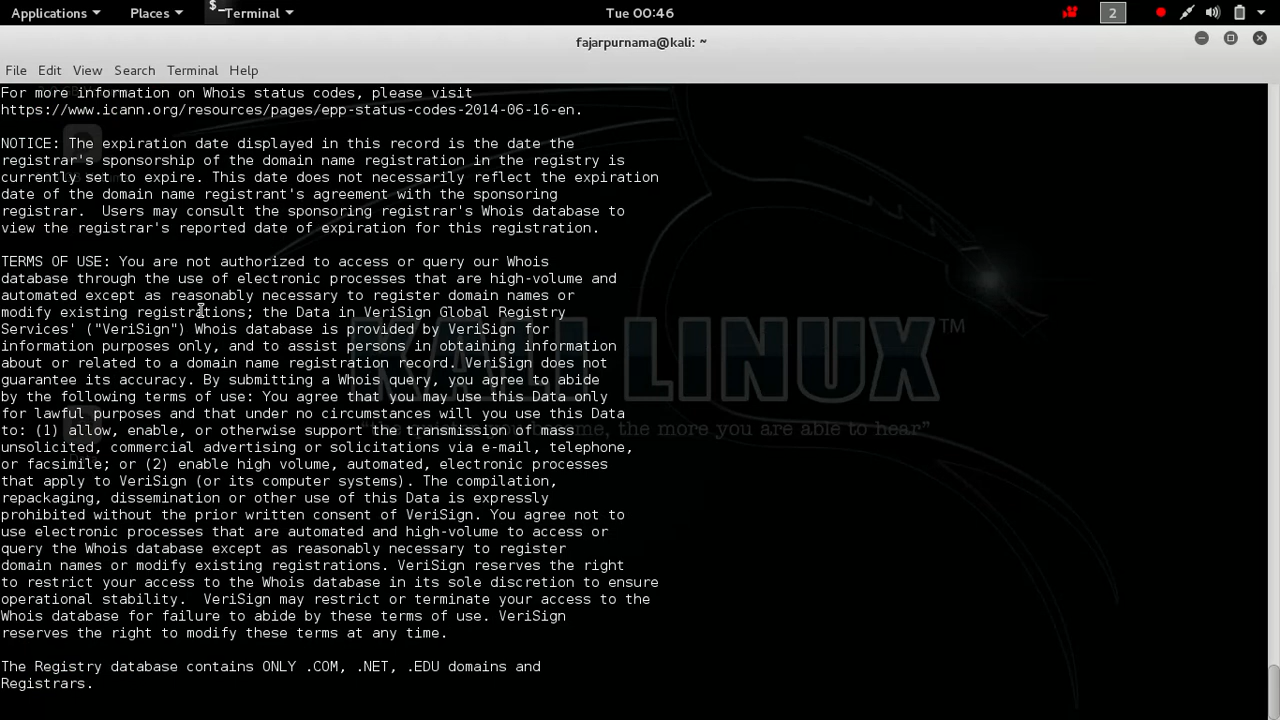 Applications Places Terminal Tue 00:46 2
fajarpurnama@kali: ~
File Edit View Search Terminal Help
For more information on Whois status codes, please visit
https://www.icann.org/resources/pages/epp-status-codes-2014-06-16-en.
NOTICE: The expiration date displayed in this record is the date the
registrar's sponsorship of the domain name registration in the registry is
currently set to expire. This date does not necessarily reflect the expiration
date of the domain name registrant's agreement with the sponsoring
registrar.  Users may consult the sponsoring registrar's Whois database to
view the registrar's reported date of expiration for this registration.
TERMS OF USE: You are not authorized to access or query our Whois
database through the use of electronic processes that are high-volume and
automated except as reasonably necessary to register domain names or
modify existing registrations; the Data in VeriSign Global Registry
Services' ("VeriSign") Whois database is provided by VeriSign for
information purposes only, and to assist persons in obtaining information
about or related to a domain name registration record. VeriSign does not
guarantee its accuracy. By submitting a Whois query, you agree to abide
by the following terms of use: You agree that you may use this Data only
for lawful purposes and that under no circumstances will you use this Data
to: (1) allow, enable, or otherwise support the transmission of mass
unsolicited, commercial advertising or solicitations via e-mail, telephone,
or facsimile; or (2) enable high volume, automated, electronic processes
that apply to VeriSign (or its computer systems). The compilation,
repackaging, dissemination or other use of this Data is expressly
prohibited without the prior written consent of VeriSign. You agree not to
use electronic processes that are automated and high-volume to access or
query the Whois database except as reasonably necessary to register
domain names or modify existing registrations. VeriSign reserves the right
to restrict your access to the Whois database in its sole discretion to ensure
operational stability.  VeriSign may restrict or terminate your access to the
Whois database for failure to abide by these terms of use. VeriSign
reserves the right to modify these terms at any time.
The Registry database contains ONLY .COM, .NET, .EDU domains and
Registrars.
KALI LINUX™
the more you are able to hear”